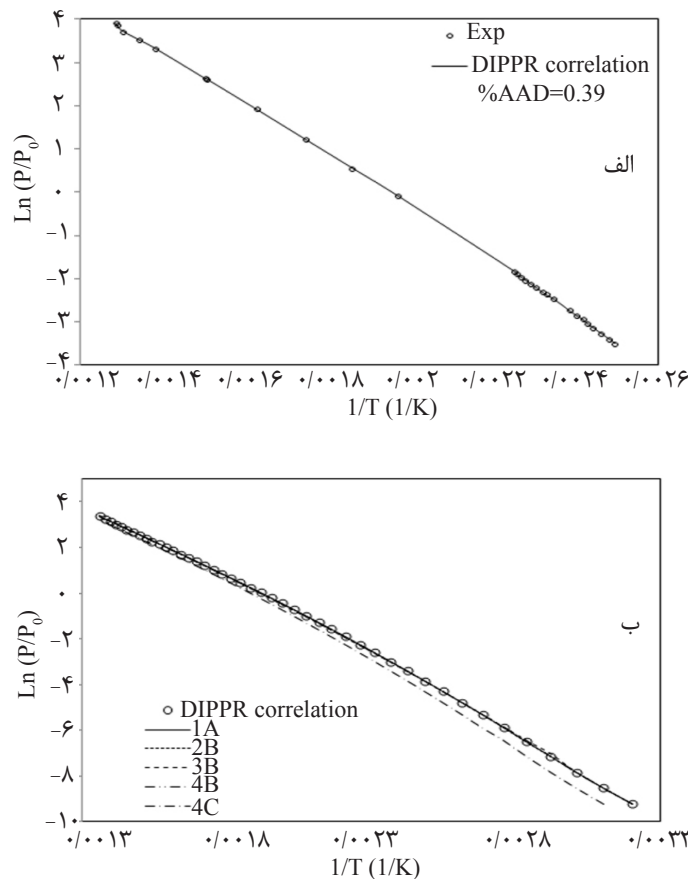 ۴
۳
۲
۱
۰
−۱
−۲
−۳
−۴
Ln (P/P₀)
Exp
DIPPR correlation
%AAD=0.39
الف
۰/۰۰۱۲ ۰/۰۰۱۴ ۰/۰۰۱۶ ۰/۰۰۱۸ ۰/۰۰۲ ۰/۰۰۲۲ ۰/۰۰۲۴ ۰/۰۰۲۶
1/T (1/K)
۴
۲
۰
−۲
−۴
−۶
−۸
−۱۰
Ln (P/P₀)
ب
DIPPR correlation
1A
2B
3B
4B
4C
۰/۰۰۱۳ ۰/۰۰۱۸ ۰/۰۰۲۳ ۰/۰۰۲۸ ۰/۰۰۳۳
1/T (1/K)